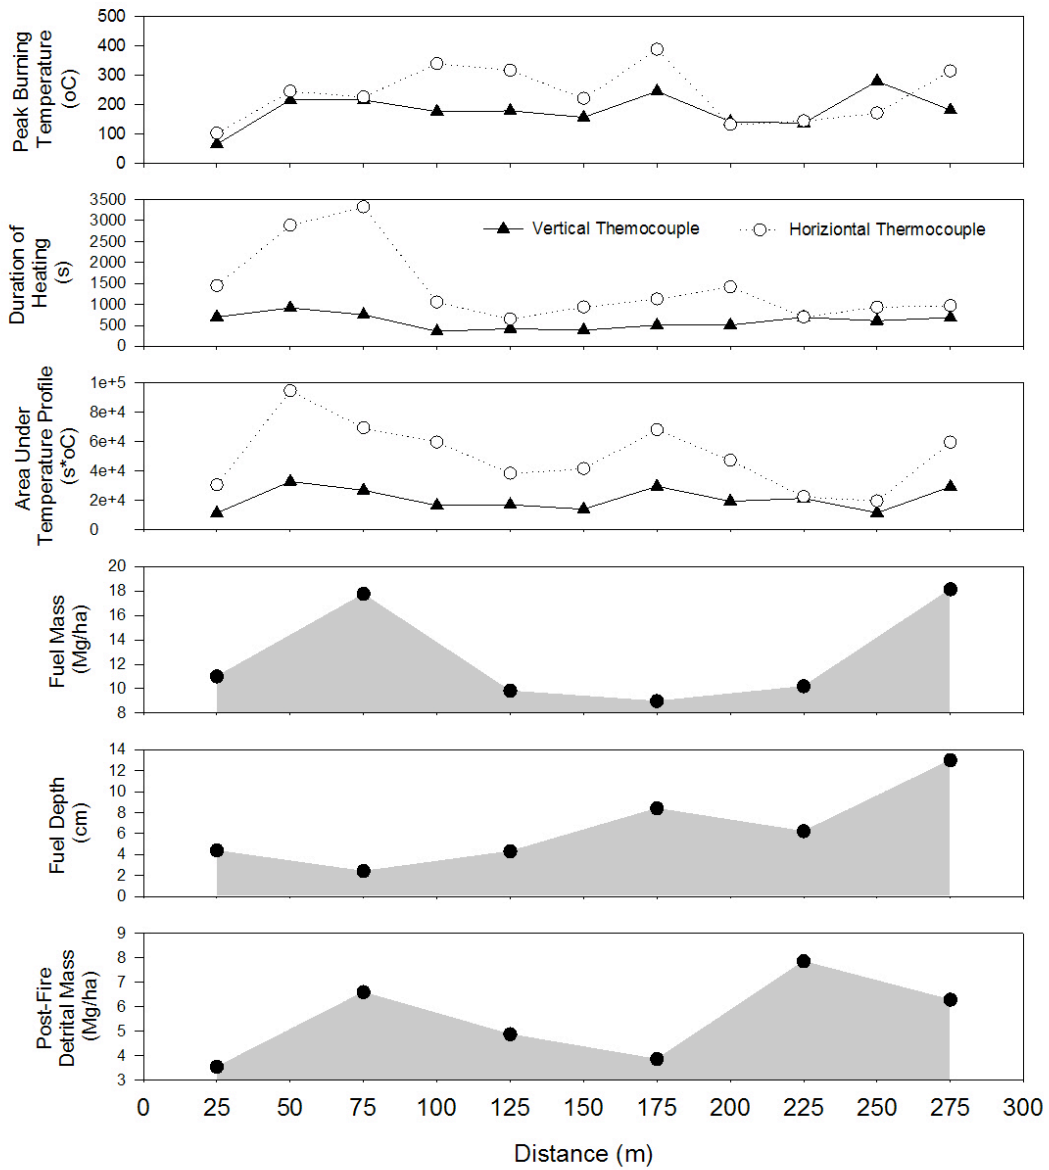 Peak Burning
Temperature
(oC)
500
400
300
200
100
0
Duration of
Heating
(s)
3500
3000
2500
2000
1500
1000
500
0
Vertical Themocouple
Horiziontal Thermocouple
Area Under
Temperature Profile
(s*oC)
1e+5
8e+4
6e+4
4e+4
2e+4
0
Fuel Mass
(Mg/ha)
20
18
16
14
12
10
8
Fuel Depth
(cm)
14
12
10
8
6
4
2
0
Post-Fire
Detrital Mass
(Mg/ha)
9
8
7
6
5
4
3
0 25 50 75 100 125 150 175 200 225 250 275 300
Distance (m)